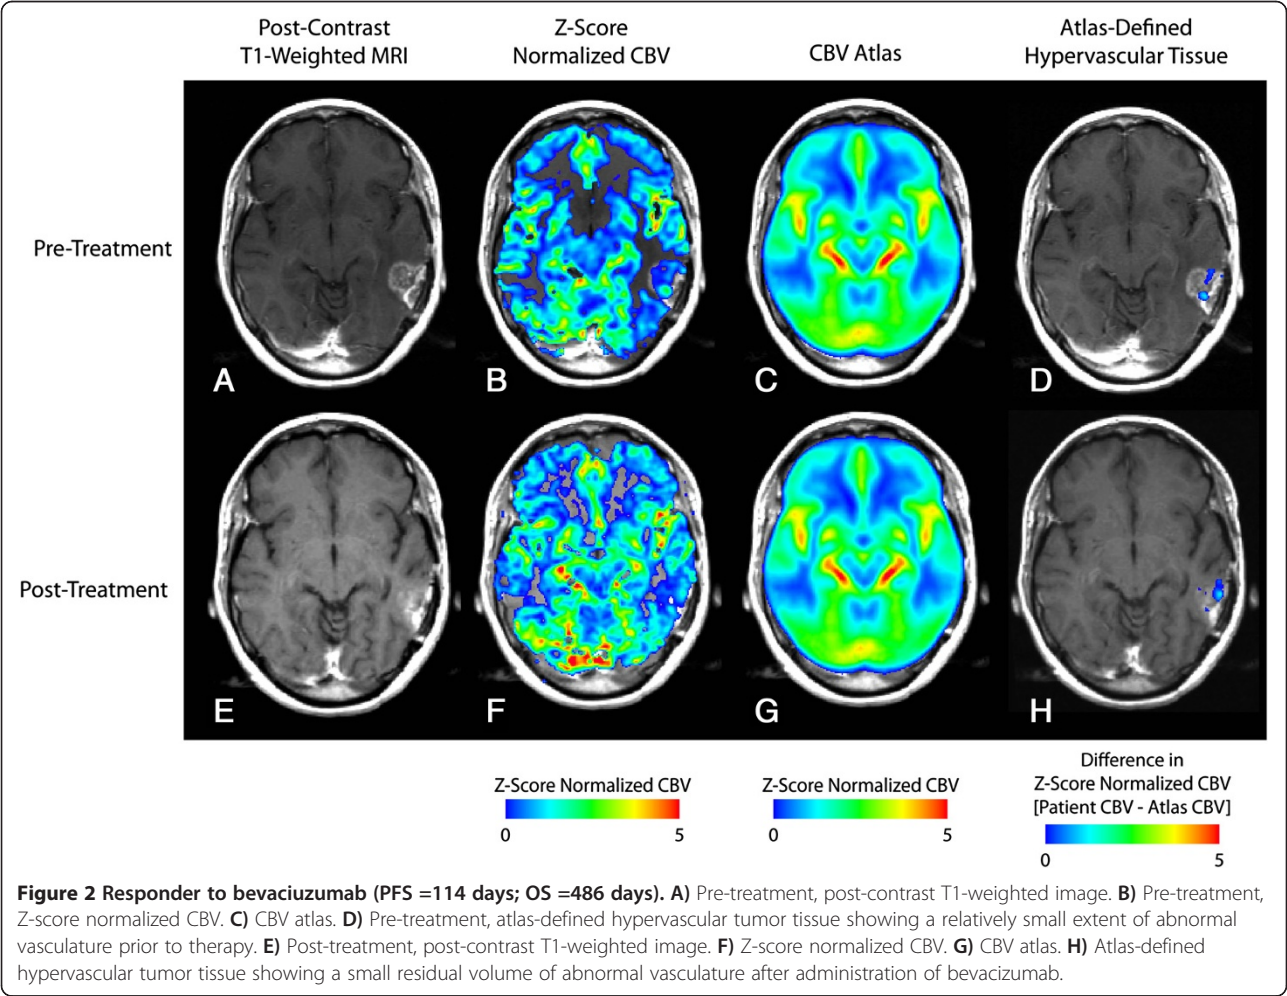 Post-Contrast
T1-Weighted MRI
Z-Score
Normalized CBV
CBV Atlas
Atlas-Defined
Hypervascular Tissue
Pre-Treatment
A
B
C
D
Post-Treatment
E
F
G
H
Z-Score Normalized CBV
0 5
Z-Score Normalized CBV
0 5
Difference in
Z-Score Normalized CBV
[Patient CBV - Atlas CBV]
0 5
Figure 2 Responder to bevaciuzumab (PFS =114 days; OS =486 days). A) Pre-treatment, post-contrast T1-weighted image. B) Pre-treatment,
Z-score normalized CBV. C) CBV atlas. D) Pre-treatment, atlas-defined hypervascular tumor tissue showing a relatively small extent of abnormal
vasculature prior to therapy. E) Post-treatment, post-contrast T1-weighted image. F) Z-score normalized CBV. G) CBV atlas. H) Atlas-defined
hypervascular tumor tissue showing a small residual volume of abnormal vasculature after administration of bevacizumab.